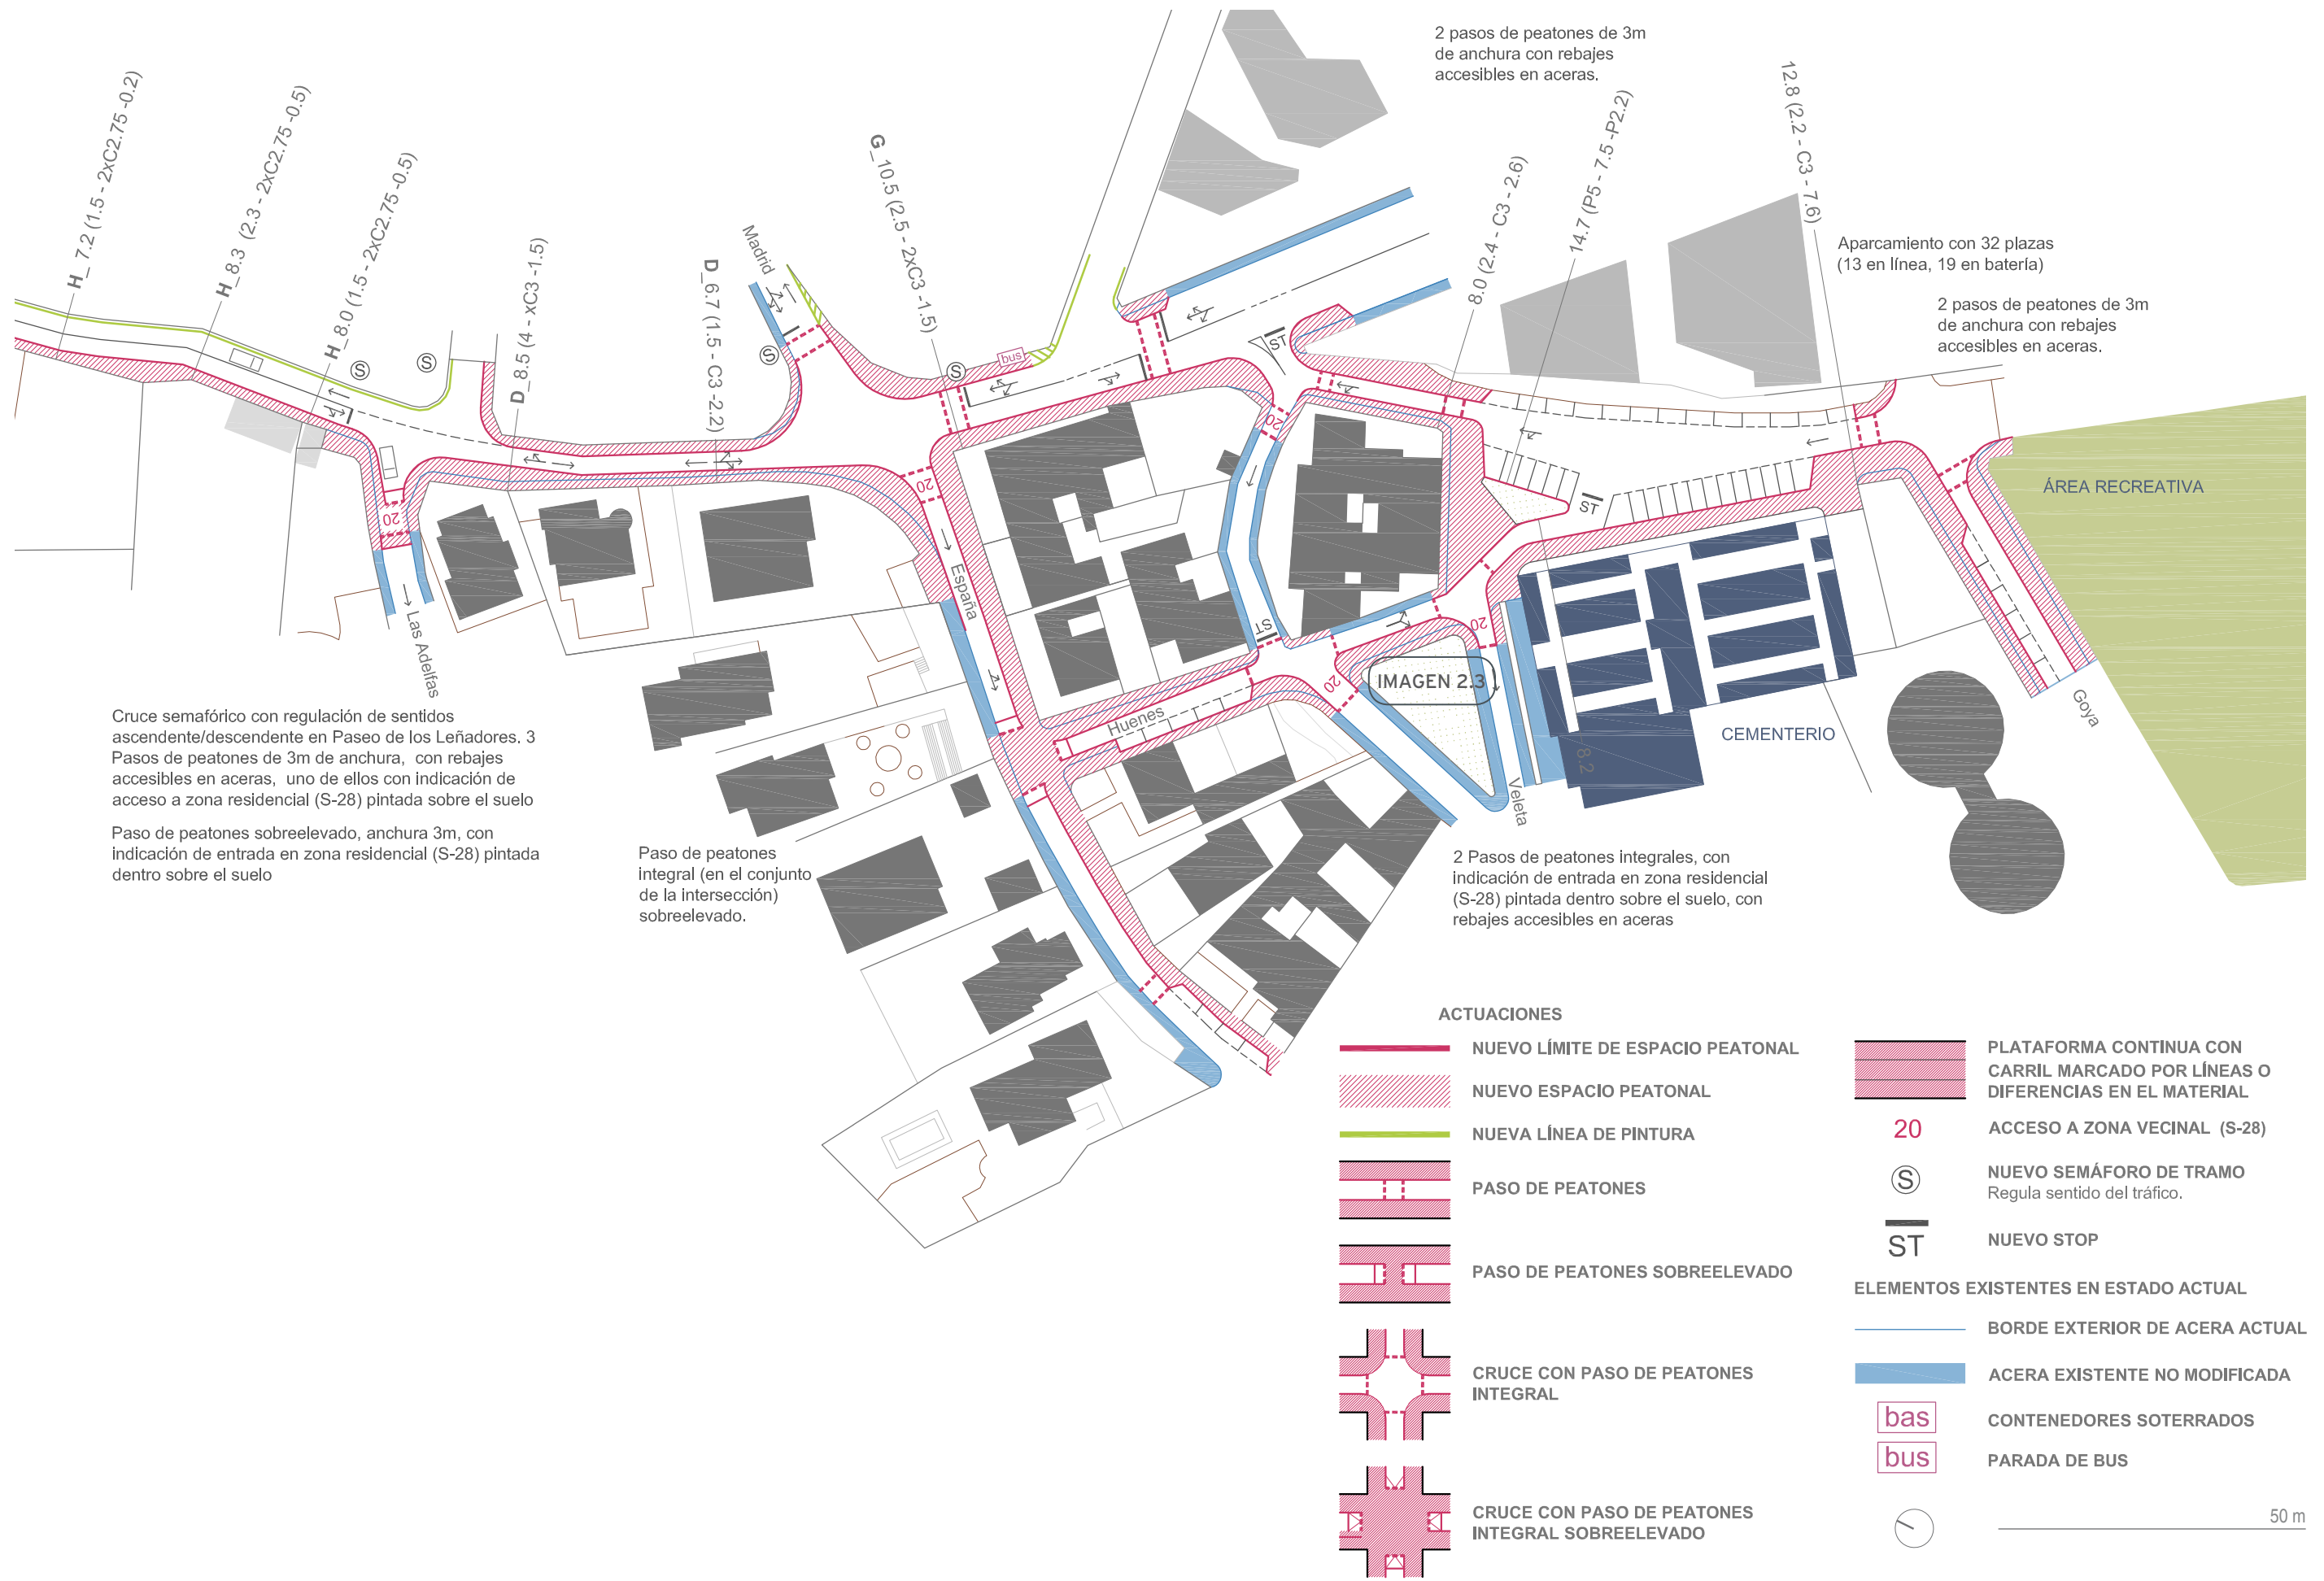 2 pasos de peatones de 3m
de anchura con rebajes
accesibles en aceras.
H_ 7.2 (1.5 - 2xC2.75 -0.2)
H_ 8.3 (2.3 - 2xC2.75 -0.5)
H_ 8.0 (1.5 - 2xC2.75 -0.5)
D_8.5 (4 - xC3 -1.5)
D_6.7 (1.5 - C3 -2.2)
Madrid
G_10.5 (2.5 - 2xC3 -1.5)
8.0 (2.4 - C3 - 2.6)
14.7 (P5 - 7.5 -P2.2)
12.8 (2.2 - C3 - 7.6)
Aparcamiento con 32 plazas
(13 en línea, 19 en batería)
2 pasos de peatones de 3m
de anchura con rebajes
accesibles en aceras.
S
S
S
S
bus
ST
20
20
20
ST
ÁREA RECREATIVA
España
Las Adelfas
ST
20
20
IMAGEN 2.3
Huenes
Veleta
8.2
CEMENTERIO
Goya
Cruce semafórico con regulación de sentidos
ascendente/descendente en Paseo de los Leñadores. 3
Pasos de peatones de 3m de anchura, con rebajes
accesibles en aceras, uno de ellos con indicación de
acceso a zona residencial (S-28) pintada sobre el suelo
Paso de peatones sobreelevado, anchura 3m, con
indicación de entrada en zona residencial (S-28) pintada
dentro sobre el suelo
Paso de peatones
integral (en el conjunto
de la intersección)
sobreelevado.
2 Pasos de peatones integrales, con
indicación de entrada en zona residencial
(S-28) pintada dentro sobre el suelo, con
rebajes accesibles en aceras
ACTUACIONES
NUEVO LÍMITE DE ESPACIO PEATONAL
NUEVO ESPACIO PEATONAL
NUEVA LÍNEA DE PINTURA
PASO DE PEATONES
PASO DE PEATONES SOBREELEVADO
CRUCE CON PASO DE PEATONES
INTEGRAL
CRUCE CON PASO DE PEATONES
INTEGRAL SOBREELEVADO
PLATAFORMA CONTINUA CON
CARRIL MARCADO POR LÍNEAS O
DIFERENCIAS EN EL MATERIAL
20
ACCESO A ZONA VECINAL (S-28)
S
NUEVO SEMÁFORO DE TRAMO
Regula sentido del tráfico.
ST
NUEVO STOP
ELEMENTOS EXISTENTES EN ESTADO ACTUAL
BORDE EXTERIOR DE ACERA ACTUAL
ACERA EXISTENTE NO MODIFICADA
bas
CONTENEDORES SOTERRADOS
bus
PARADA DE BUS
50 m